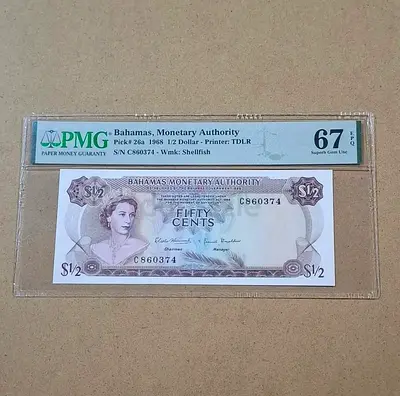 PMG
PAPER MONEY GUARANTY
Bahamas, Monetary Authority
Pick# 26a 1968 1/2 Dollar - Printer: TDLR
S/N C860374 - Wmk: Shellfish
67 EPQ
Superb Gem Unc
BAHAMAS MONETARY AUTHORITY
$½
C860374
$½
FIFTY
CENTS
Chairman
Manager
$½
C860374
$½